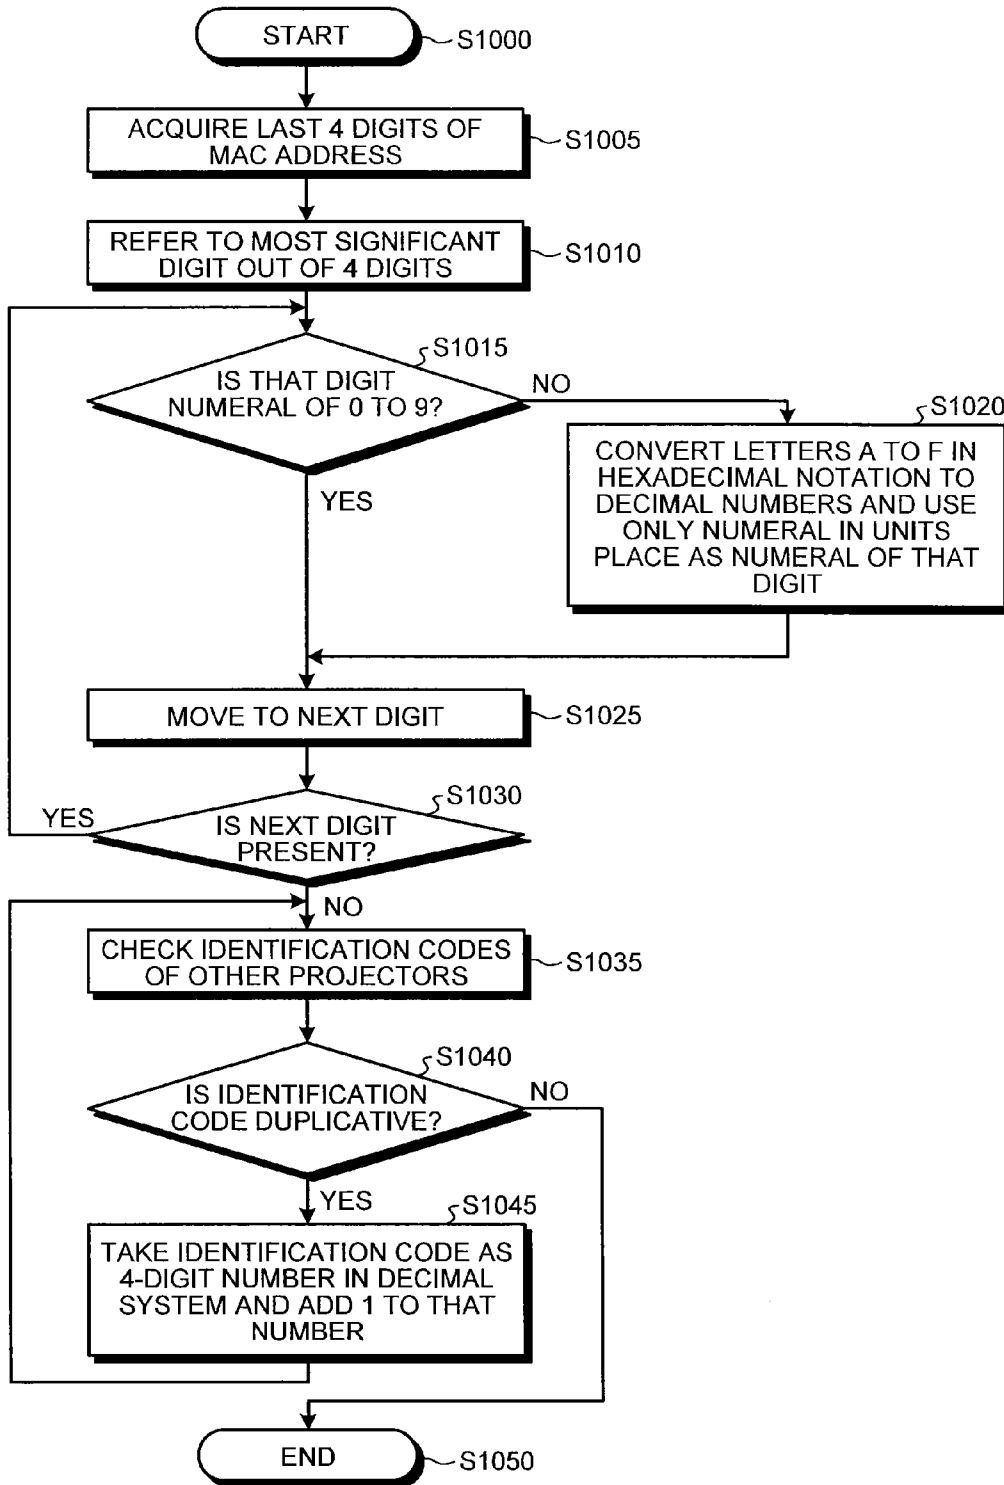 START
S1000
ACQUIRE LAST 4 DIGITS OF
MAC ADDRESS
S1005
REFER TO MOST SIGNIFICANT
DIGIT OUT OF 4 DIGITS
S1010
S1015
IS THAT DIGIT
NUMERAL OF 0 TO 9?
NO
YES
S1020
CONVERT LETTERS A TO F IN
HEXADECIMAL NOTATION TO
DECIMAL NUMBERS AND USE
ONLY NUMERAL IN UNITS
PLACE AS NUMERAL OF THAT
DIGIT
MOVE TO NEXT DIGIT
S1025
S1030
YES
IS NEXT DIGIT
PRESENT?
NO
CHECK IDENTIFICATION CODES
OF OTHER PROJECTORS
S1035
S1040
IS IDENTIFICATION
CODE DUPLICATIVE?
NO
YES
S1045
TAKE IDENTIFICATION CODE AS
4-DIGIT NUMBER IN DECIMAL
SYSTEM AND ADD 1 TO THAT
NUMBER
END
S1050